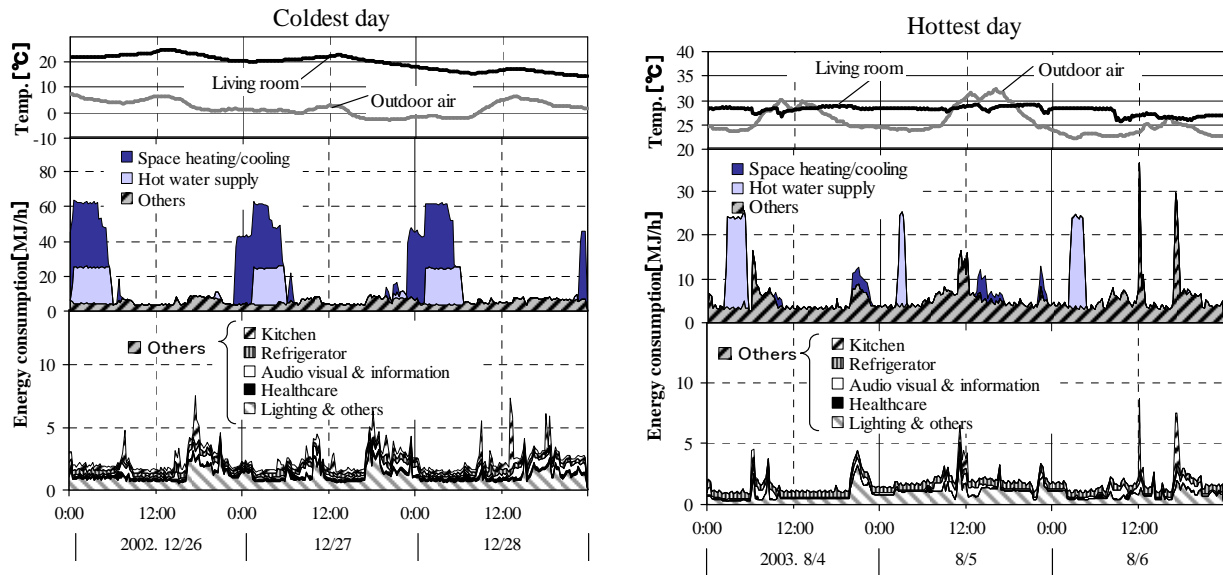 Coldest day
Temp.[℃]
20
10
0
-10
Living room
Outdoor air
Energy consumption[MJ/h]
80
60
40
20
0
Space heating/cooling
Hot water supply
Others
10
5
0
Others
Kitchen
Refrigerator
Audio visual & information
Healthcare
Lighting & others
0:00 12:00 0:00 12:00 0:00 12:00
2002. 12/26 12/27 12/28
Hottest day
Temp.[℃]
40
35
30
25
20
Living room
Outdoor air
Energy consumption[MJ/h]
30
20
10
0
Space heating/cooling
Hot water supply
Others
10
5
0
Others
Kitchen
Refrigerator
Audio visual & information
Healthcare
Lighting & others
0:00 12:00 0:00 12:00 0:00 12:00
2003. 8/4 8/5 8/6